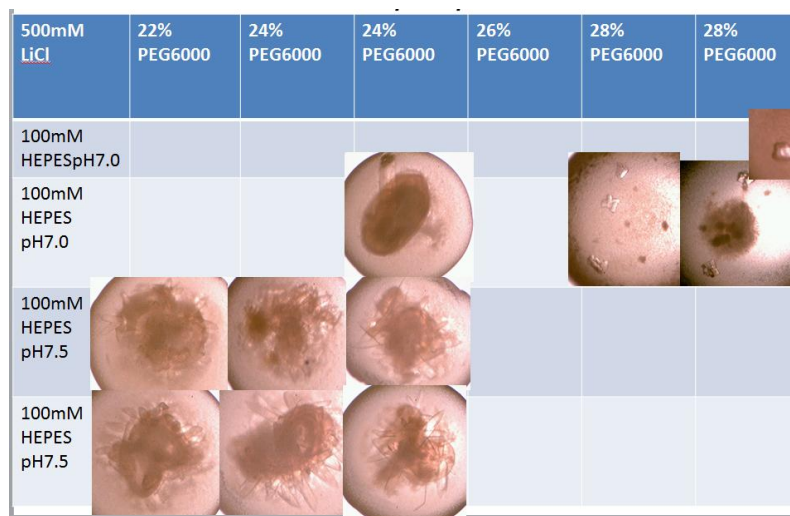 500mM
LiCl
22%
PEG6000
24%
PEG6000
24%
PEG6000
26%
PEG6000
28%
PEG6000
28%
PEG6000
100mM
HEPESpH7.0
100mM
HEPES
pH7.0
100mM
HEPES
pH7.5
100mM
HEPES
pH7.5